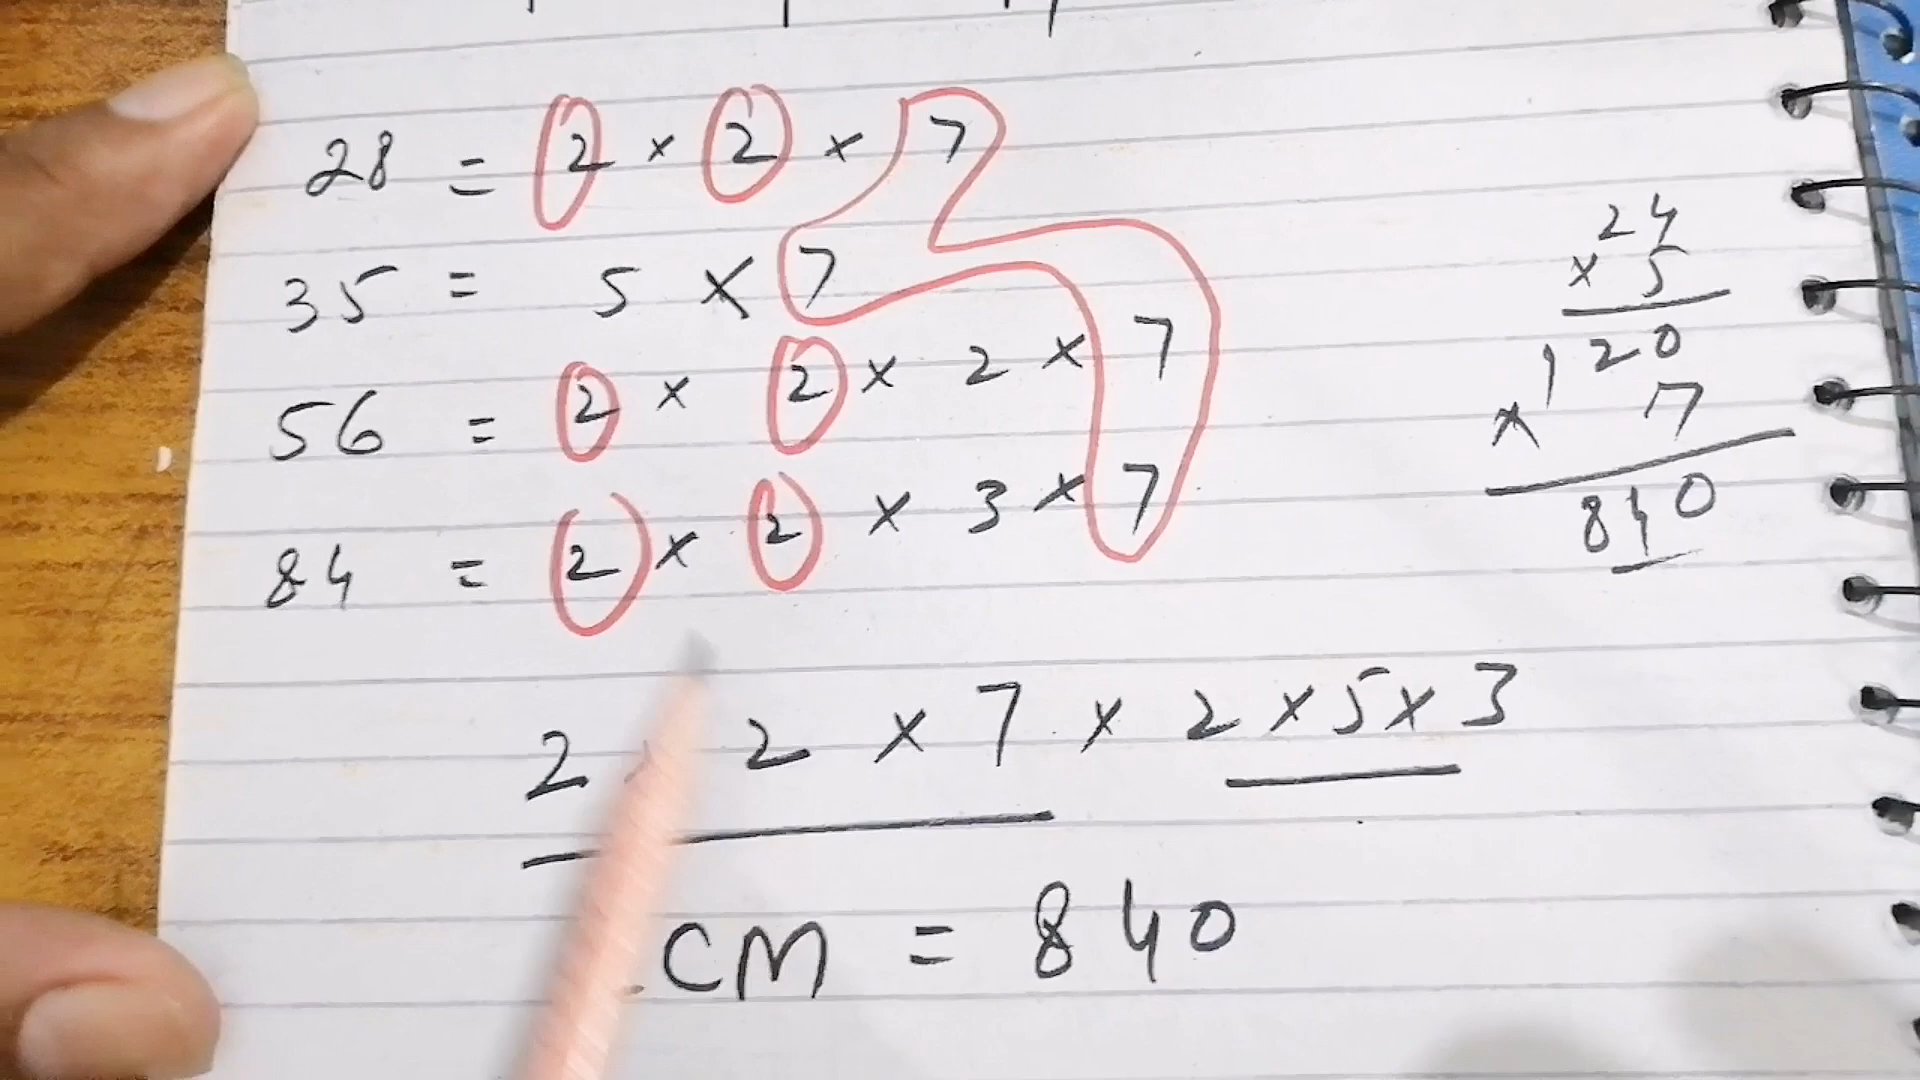 28 = 2 × 2 × 7
35 = 5 × 7
56 = 2 × 2 × 2 × 7
84 = 2 × 2 × 3 × 7
2 × 2 × 7 × 2 × 5 × 3
CM = 840
24
× 5
120
× 7
840